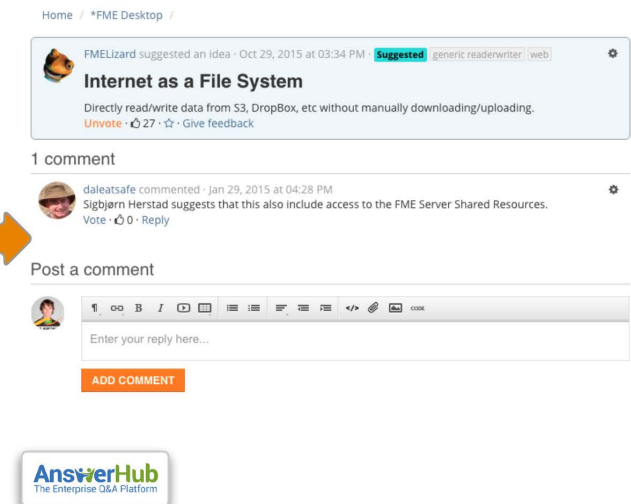 Home / *FME Desktop /
FMELizard suggested an idea · Oct 29, 2015 at 03:34 PM · Suggested generic readerwriter web
Internet as a File System
Directly read/write data from S3, DropBox, etc without manually downloading/uploading.
Unvote · 27 · Give feedback
1 comment
daleatsafe commented · Jan 29, 2015 at 04:28 PM
Sigbjørn Herstad suggests that this also include access to the FME Server Shared Resources.
Vote · 0 · Reply
Post a comment
¶ B I </> CODE
Enter your reply here...
ADD COMMENT
AnswerHub
The Enterprise Q&A Platform